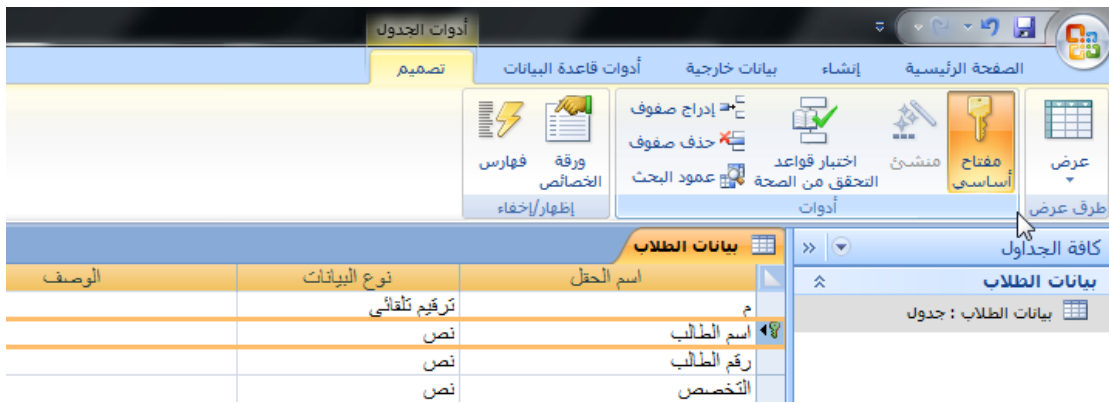 أدوات الجدول
الصفحة الرئيسية إنشاء بيانات خارجية أدوات قاعدة البيانات تصميم
عرض
طرق عرض
مفتاح أساسي
منشئ
اختبار قواعد التحقق من الصحة
إدراج صفوف
حذف صفوف
عمود البحث
أدوات
ورقة الخصائص
فهارس
إظهار/إخفاء
كافة الجداول
بيانات الطلاب
بيانات الطلاب : جدول
بيانات الطلاب
اسم الحقل نوع البيانات الوصف
م ترقيم تلقائي
اسم الطالب نص
رقم الطالب نص
التخصص نص